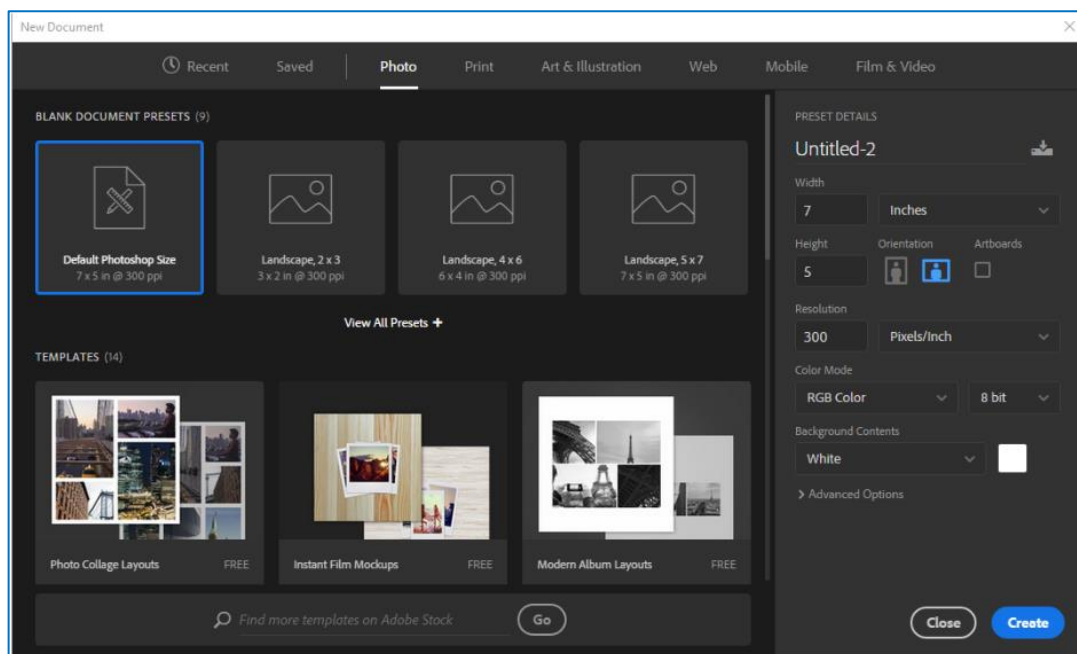 New Document
Recent Saved Photo Print Art & Illustration Web Mobile Film & Video
BLANK DOCUMENT PRESETS (9)
Default Photoshop Size
7 x 5 in @ 300 ppi
Landscape, 2 x 3
3 x 2 in @ 300 ppi
Landscape, 4 x 6
6 x 4 in @ 300 ppi
Landscape, 5 x 7
7 x 5 in @ 300 ppi
View All Presets +
TEMPLATES (14)
Photo Collage Layouts FREE
Instant Film Mockups FREE
Modern Album Layouts FREE
Find more templates on Adobe Stock Go
PRESET DETAILS
Untitled-2
Width
7 Inches
Height Orientation Artboards
5
Resolution
300 Pixels/Inch
Color Mode
RGB Color 8 bit
Background Contents
White
Advanced Options
Close Create